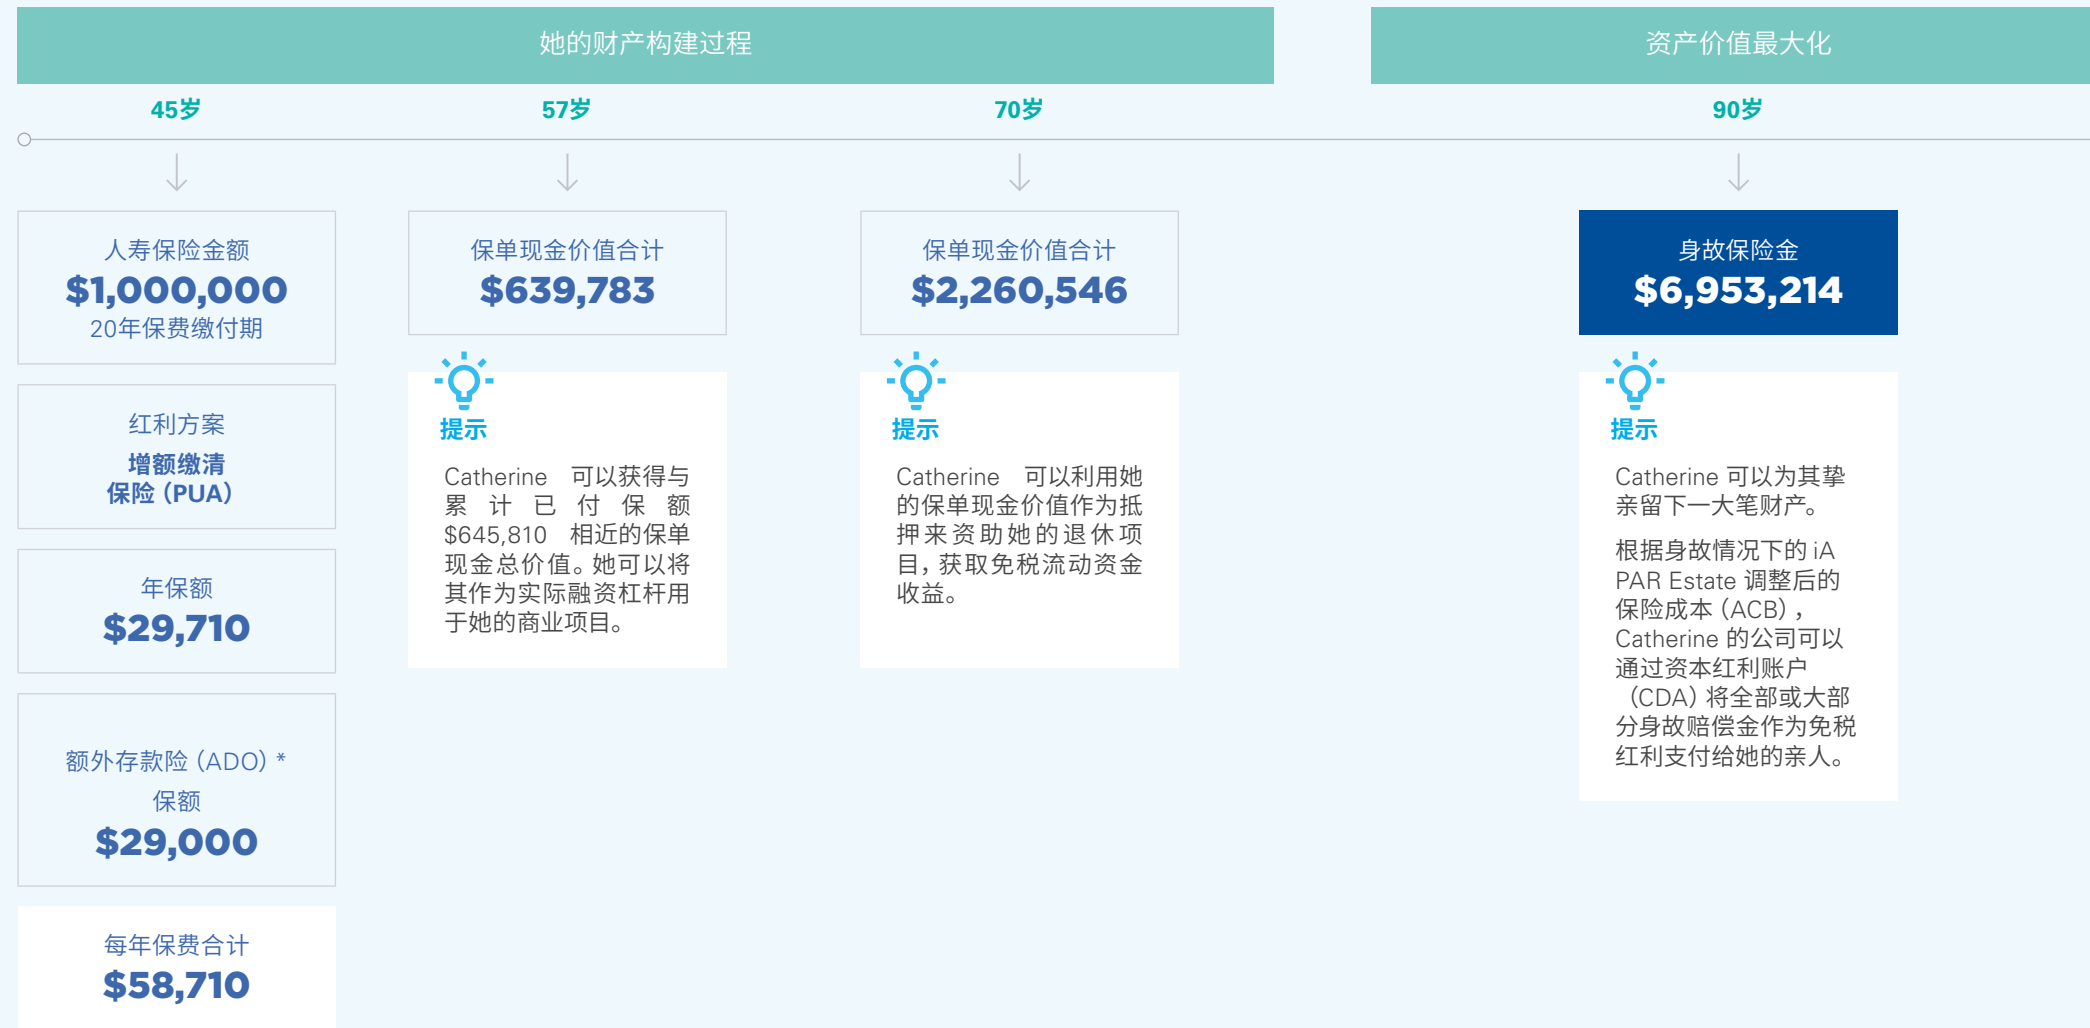 她的财产构建过程
资产价值最大化
45岁
57岁
70岁
90岁
人寿保险金额
$1,000,000
20年保费缴付期
红利方案
增额缴清
保险（PUA）
年保额
$29,710
额外存款险（ADO）*
保额
$29,000
每年保费合计
$58,710
保单现金价值合计
$639,783
提示
Catherine 可以获得与
累计已付保额
$645,810 相近的保单
现金总价值。她可以将
其作为实际融资杠杆用
于她的商业项目。
保单现金价值合计
$2,260,546
提示
Catherine 可以利用她
的保单现金价值作为抵
押来资助她的退休项
目，获取免税流动资金
收益。
身故保险金
$6,953,214
提示
Catherine 可以为其挚
亲留下一大笔财产。
根据身故情况下的 iA
PAR Estate 调整后的
保险成本（ACB），
Catherine 的公司可以
通过资本红利账户
（CDA）将全部或大部
分身故赔偿金作为免税
红利支付给她的亲人。